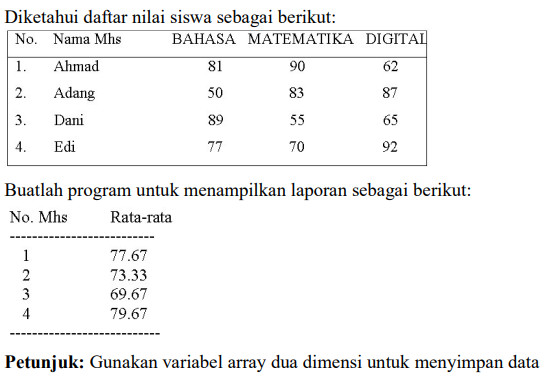 Diketahui daftar nilai siswa sebagai berikut:
No. Nama Mhs BAHASA MATEMATIKA DIGITAL
1. Ahmad 81 90 62
2. Adang 50 83 87
3. Dani 89 55 65
4. Edi 77 70 92
Buatlah program untuk menampilkan laporan sebagai berikut:
No. Mhs Rata-rata
--------------------------
1 77.67
2 73.33
3 69.67
4 79.67
---------------------------
Petunjuk: Gunakan variabel array dua dimensi untuk menyimpan data